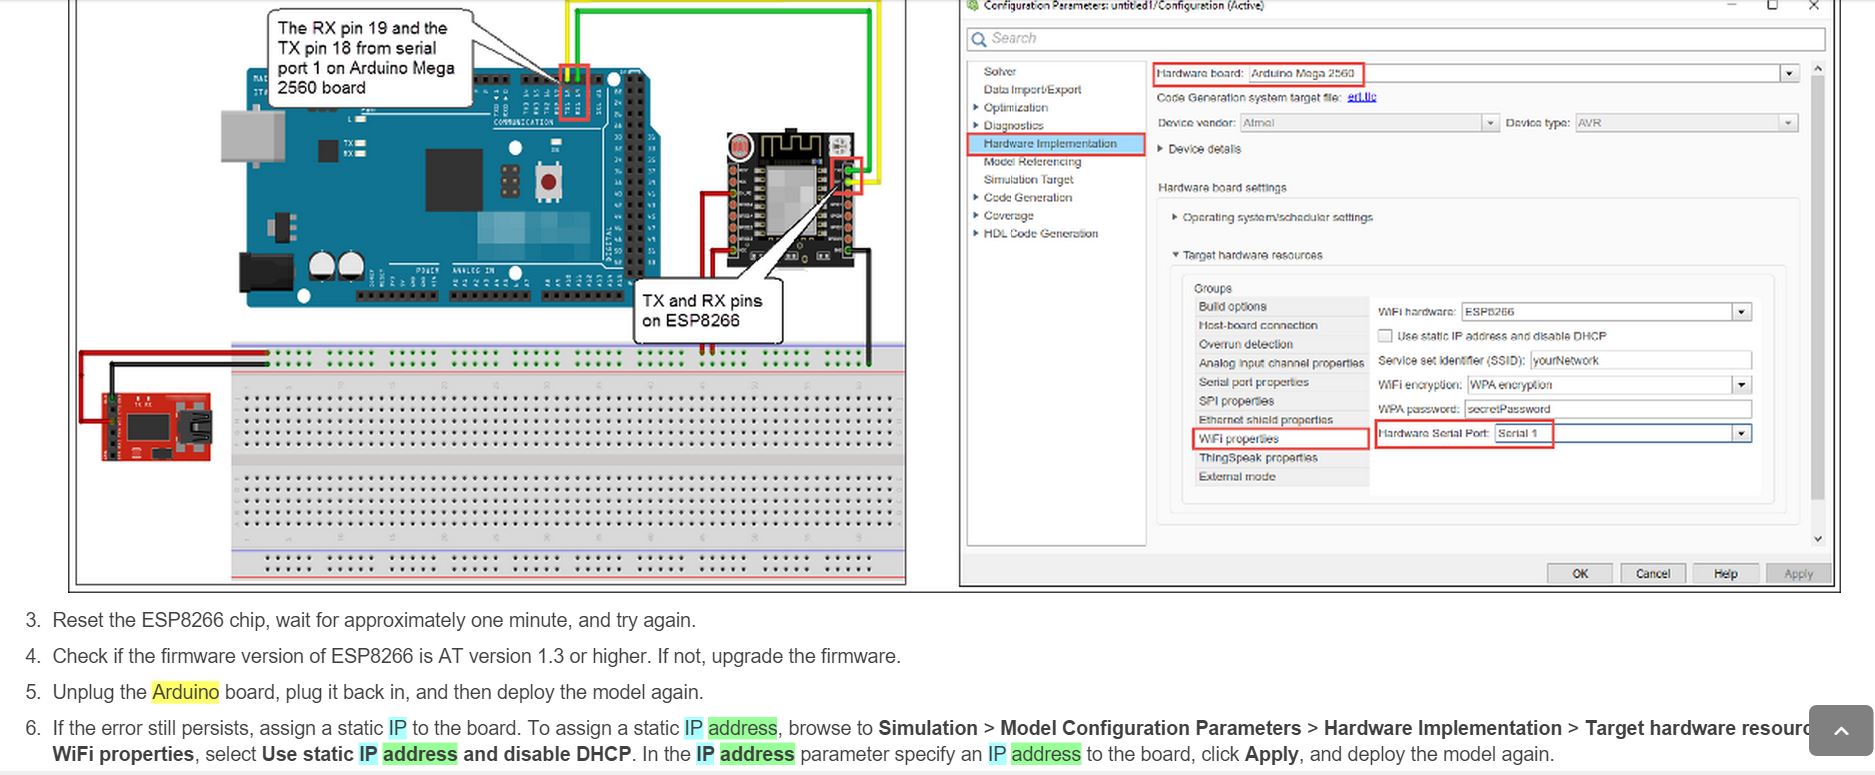 The RX pin 19 and the
TX pin 18 from serial
port 1 on Arduino Mega
2560 board
COMMUNICATION
L
TX
RX
ON
DIGITAL
POWER
ANALOG IN
TX and RX pins
on ESP8266
Configuration Parameters: untitled1/Configuration (Active)
Search
Solver
Data Import/Export
Optimization
Diagnostics
Hardware Implementation
Model Referencing
Simulation Target
Code Generation
Coverage
HDL Code Generation
Hardware board: Arduino Mega 2560
Code Generation system target file: ert.tlc
Device vendor: Atmel Device type: AVR
Device details
Hardware board settings
Operating system/scheduler settings
Target hardware resources
Groups
Build options
Host-board connection
Overrun detection
Analog input channel properties
Serial port properties
SPI properties
Ethernet shield properties
WiFi properties
ThingSpeak properties
External mode
WiFi hardware: ESP8266
Use static IP address and disable DHCP
Service set identifier (SSID): yourNetwork
WiFi encryption: WPA encryption
WPA password: secretPassword
Hardware Serial Port: Serial 1
OK Cancel Help Apply
3. Reset the ESP8266 chip, wait for approximately one minute, and try again.
4. Check if the firmware version of ESP8266 is AT version 1.3 or higher. If not, upgrade the firmware.
5. Unplug the Arduino board, plug it back in, and then deploy the model again.
6. If the error still persists, assign a static IP to the board. To assign a static IP address, browse to Simulation > Model Configuration Parameters > Hardware Implementation > Target hardware resourc
WiFi properties, select Use static IP address and disable DHCP. In the IP address parameter specify an IP address to the board, click Apply, and deploy the model again.